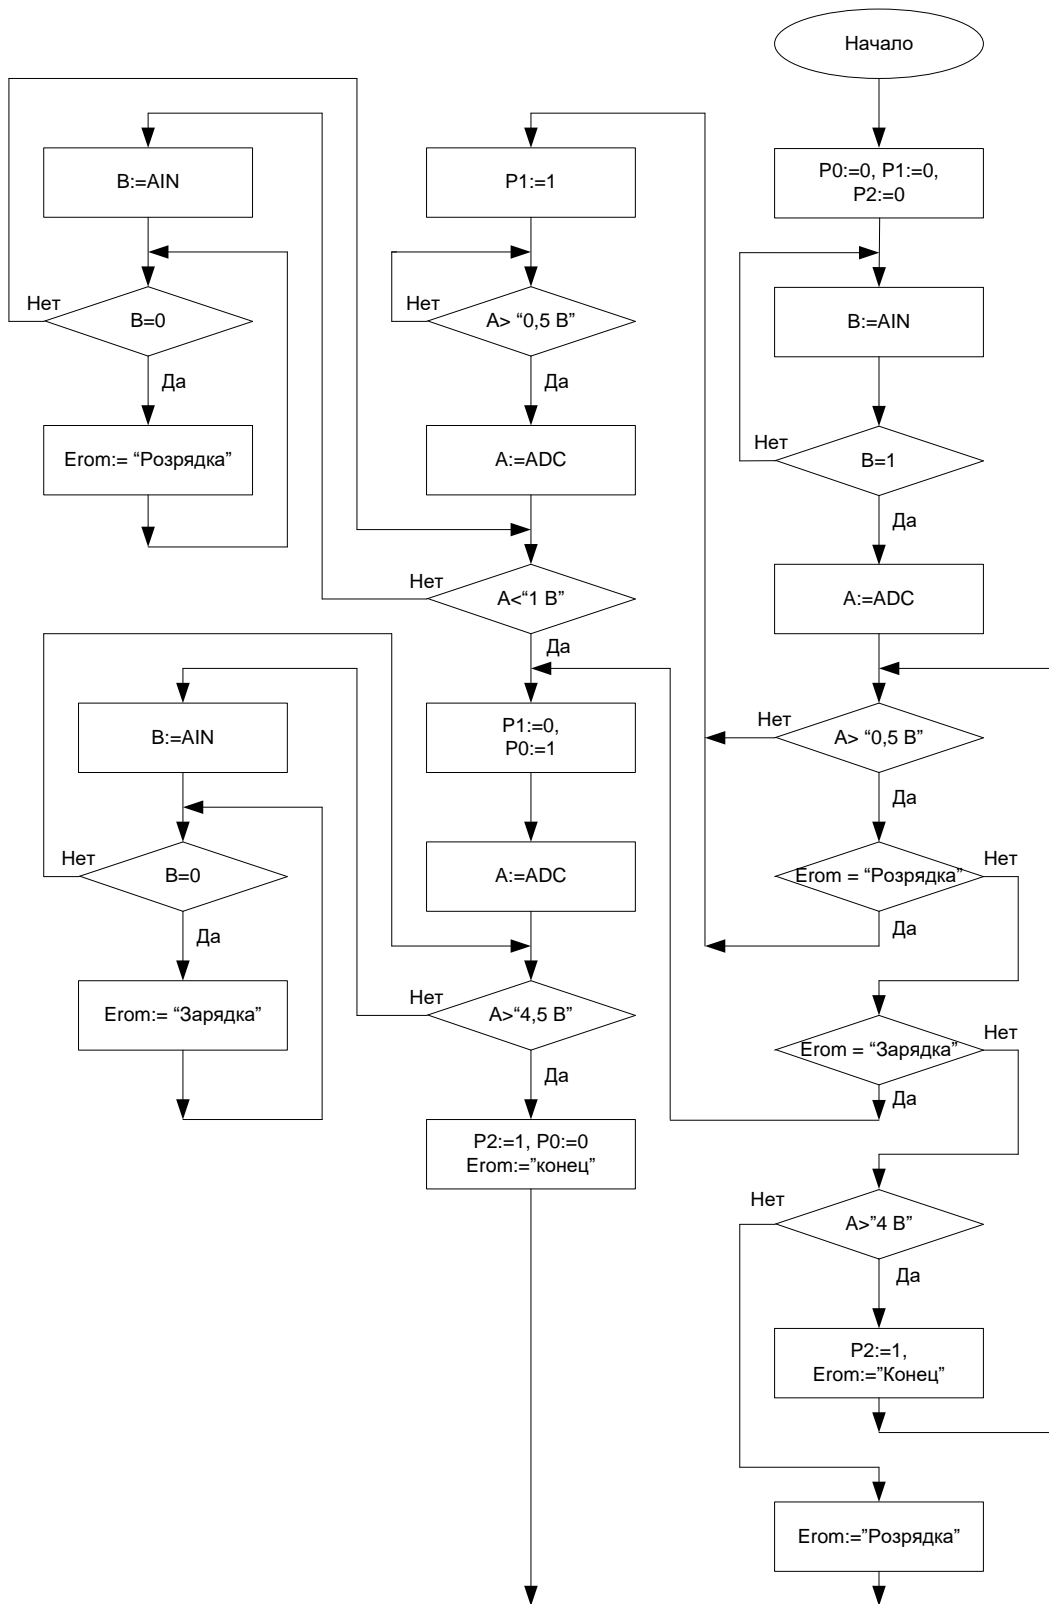 Начало
P0:=0, P1:=0,
P2:=0
B:=AIN
Нет
B=1
Да
A:=ADC
Нет
A> “0,5 В”
Да
Erom = “Розрядка”
Нет
Да
Erom = “Зарядка”
Нет
Да
Нет
A>”4 В”
Да
P2:=1,
Erom:=”Конец”
Erom:=”Розрядка”
P1:=1
Нет
A> “0,5 В”
Да
A:=ADC
Нет
A<“1 В”
Да
P1:=0,
P0:=1
A:=ADC
Нет
A>“4,5 В”
Да
P2:=1, P0:=0
Erom:=”конец”
B:=AIN
Нет
B=0
Да
Erom:= “Розрядка”
B:=AIN
Нет
B=0
Да
Erom:= “Зарядка”